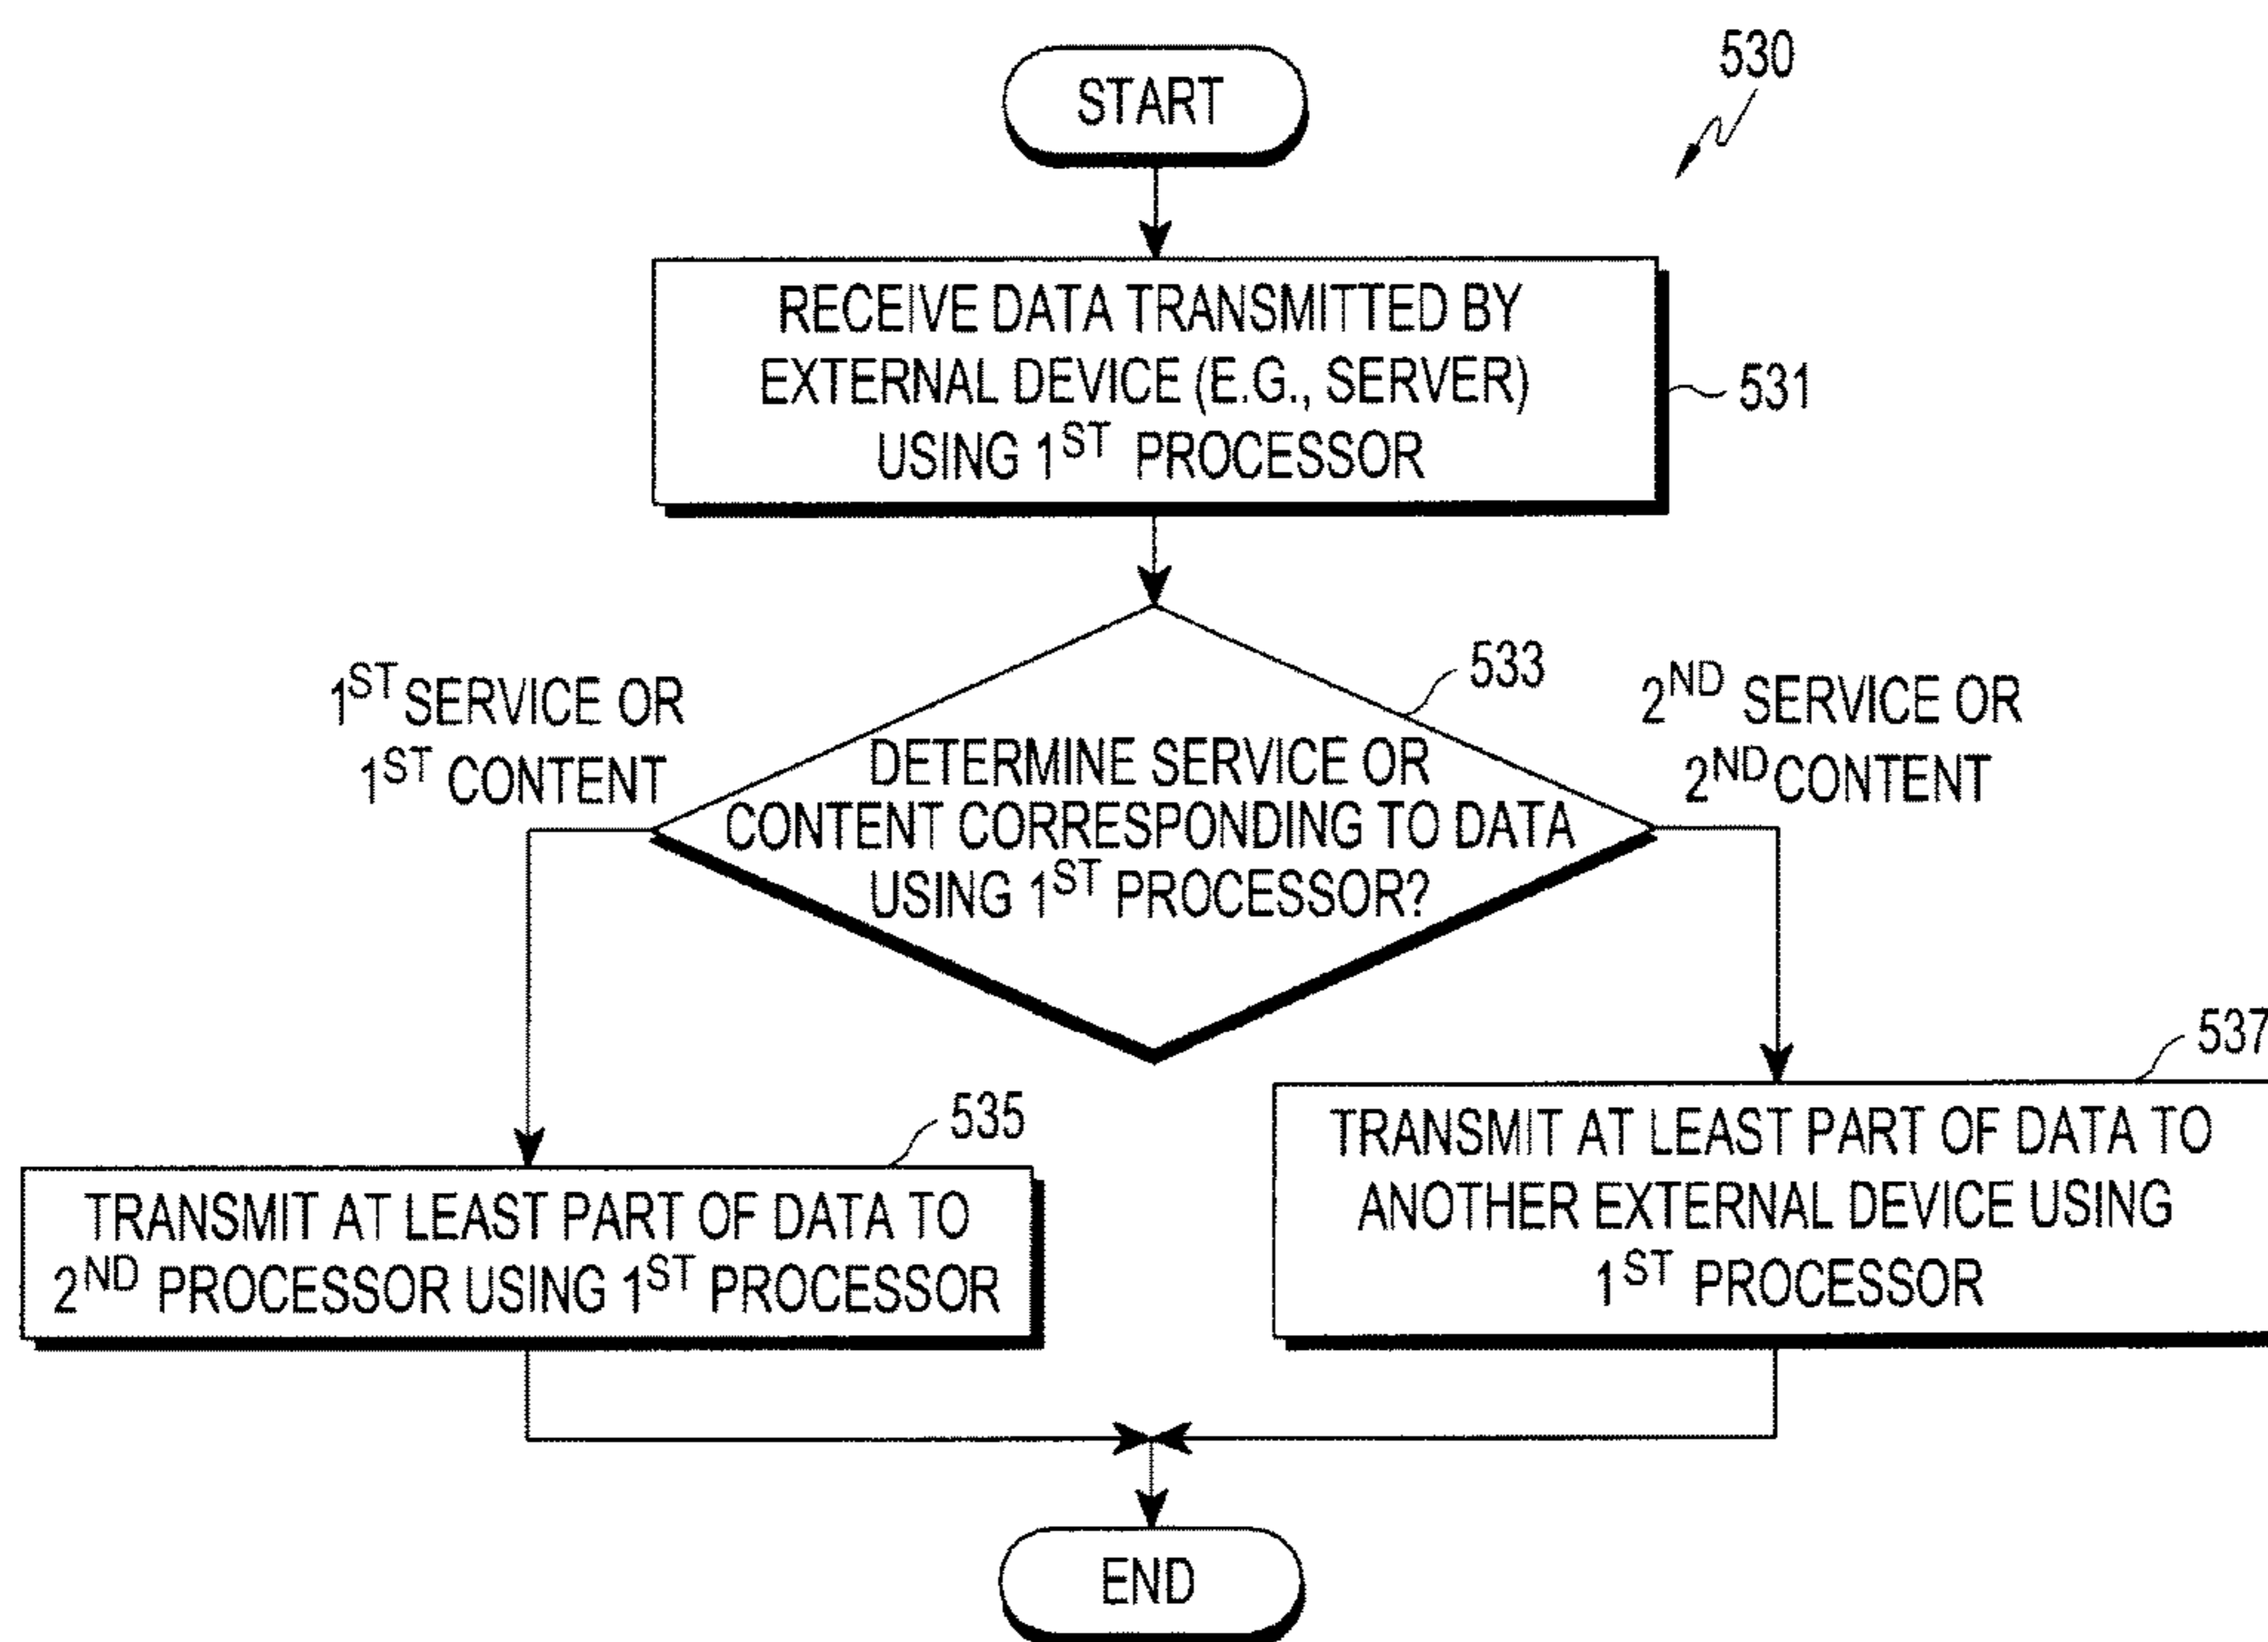 530
START
RECEIVE DATA TRANSMITTED BY
EXTERNAL DEVICE (E.G., SERVER)
USING 1ST PROCESSOR
531
533
1ST SERVICE OR
1ST CONTENT
2ND SERVICE OR
2ND CONTENT
DETERMINE SERVICE OR
CONTENT CORRESPONDING TO DATA
USING 1ST PROCESSOR?
535
TRANSMIT AT LEAST PART OF DATA TO
2ND PROCESSOR USING 1ST PROCESSOR
537
TRANSMIT AT LEAST PART OF DATA TO
ANOTHER EXTERNAL DEVICE USING
1ST PROCESSOR
END